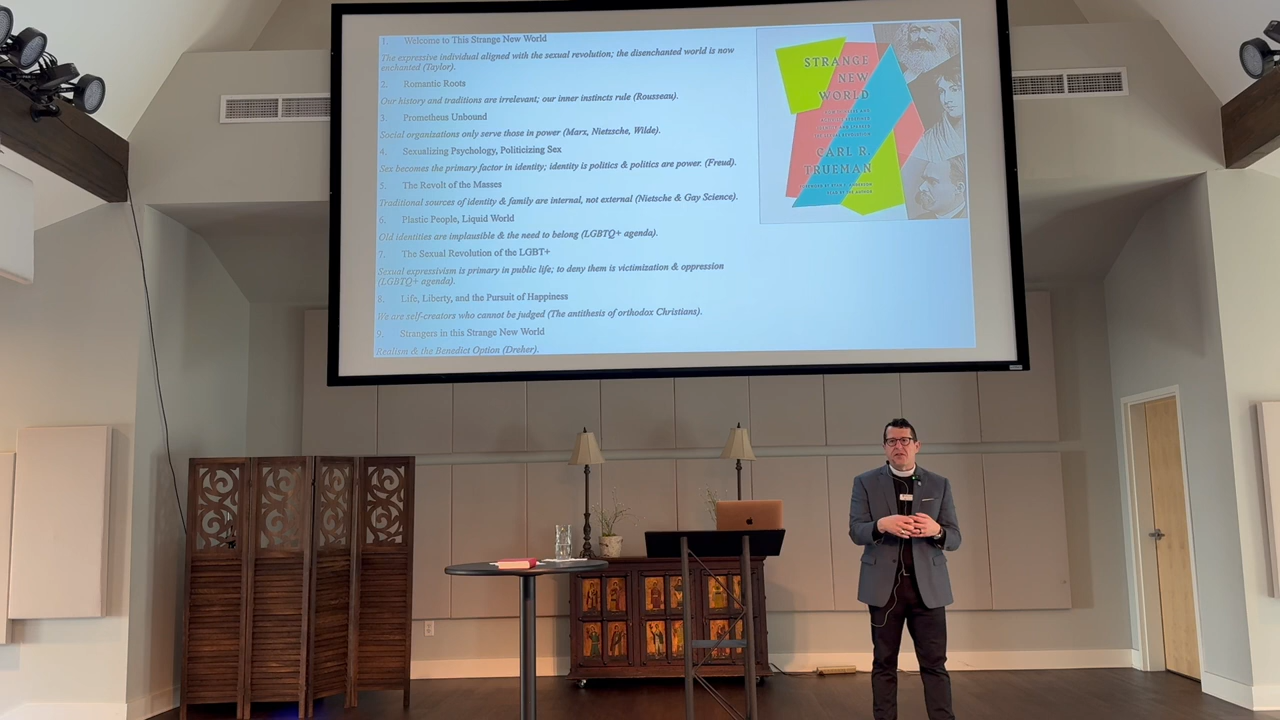 1. Welcome to This Strange New World
The expressive individual aligned with the sexual revolution; the disenchanted world is now
enchanted (Taylor).
2. Romantic Roots
Our history and traditions are irrelevant; our inner instincts rule (Rousseau).
3. Prometheus Unbound
Social organizations only serve those in power (Marx, Nietzsche, Wilde).
4. Sexualizing Psychology, Politicizing Sex
Sex becomes the primary factor in identity; identity is politics & politics are power. (Freud).
5. The Revolt of the Masses
Traditional sources of identity & family are internal, not external (Nietsche & Gay Science).
6. Plastic People, Liquid World
Old identities are implausible & the need to belong (LGBTQ+ agenda).
7. The Sexual Revolution of the LGBT+
Sexual expressivism is primary in public life; to deny them is victimization & oppression
(LGBTQ+ agenda).
8. Life, Liberty, and the Pursuit of Happiness
We are self-creators who cannot be judged (The antithesis of orthodox Christians).
9. Strangers in this Strange New World
Realism & the Benedict Option (Dreher).
STRANGE
NEW
WORLD
CARL R.
TRUEMAN